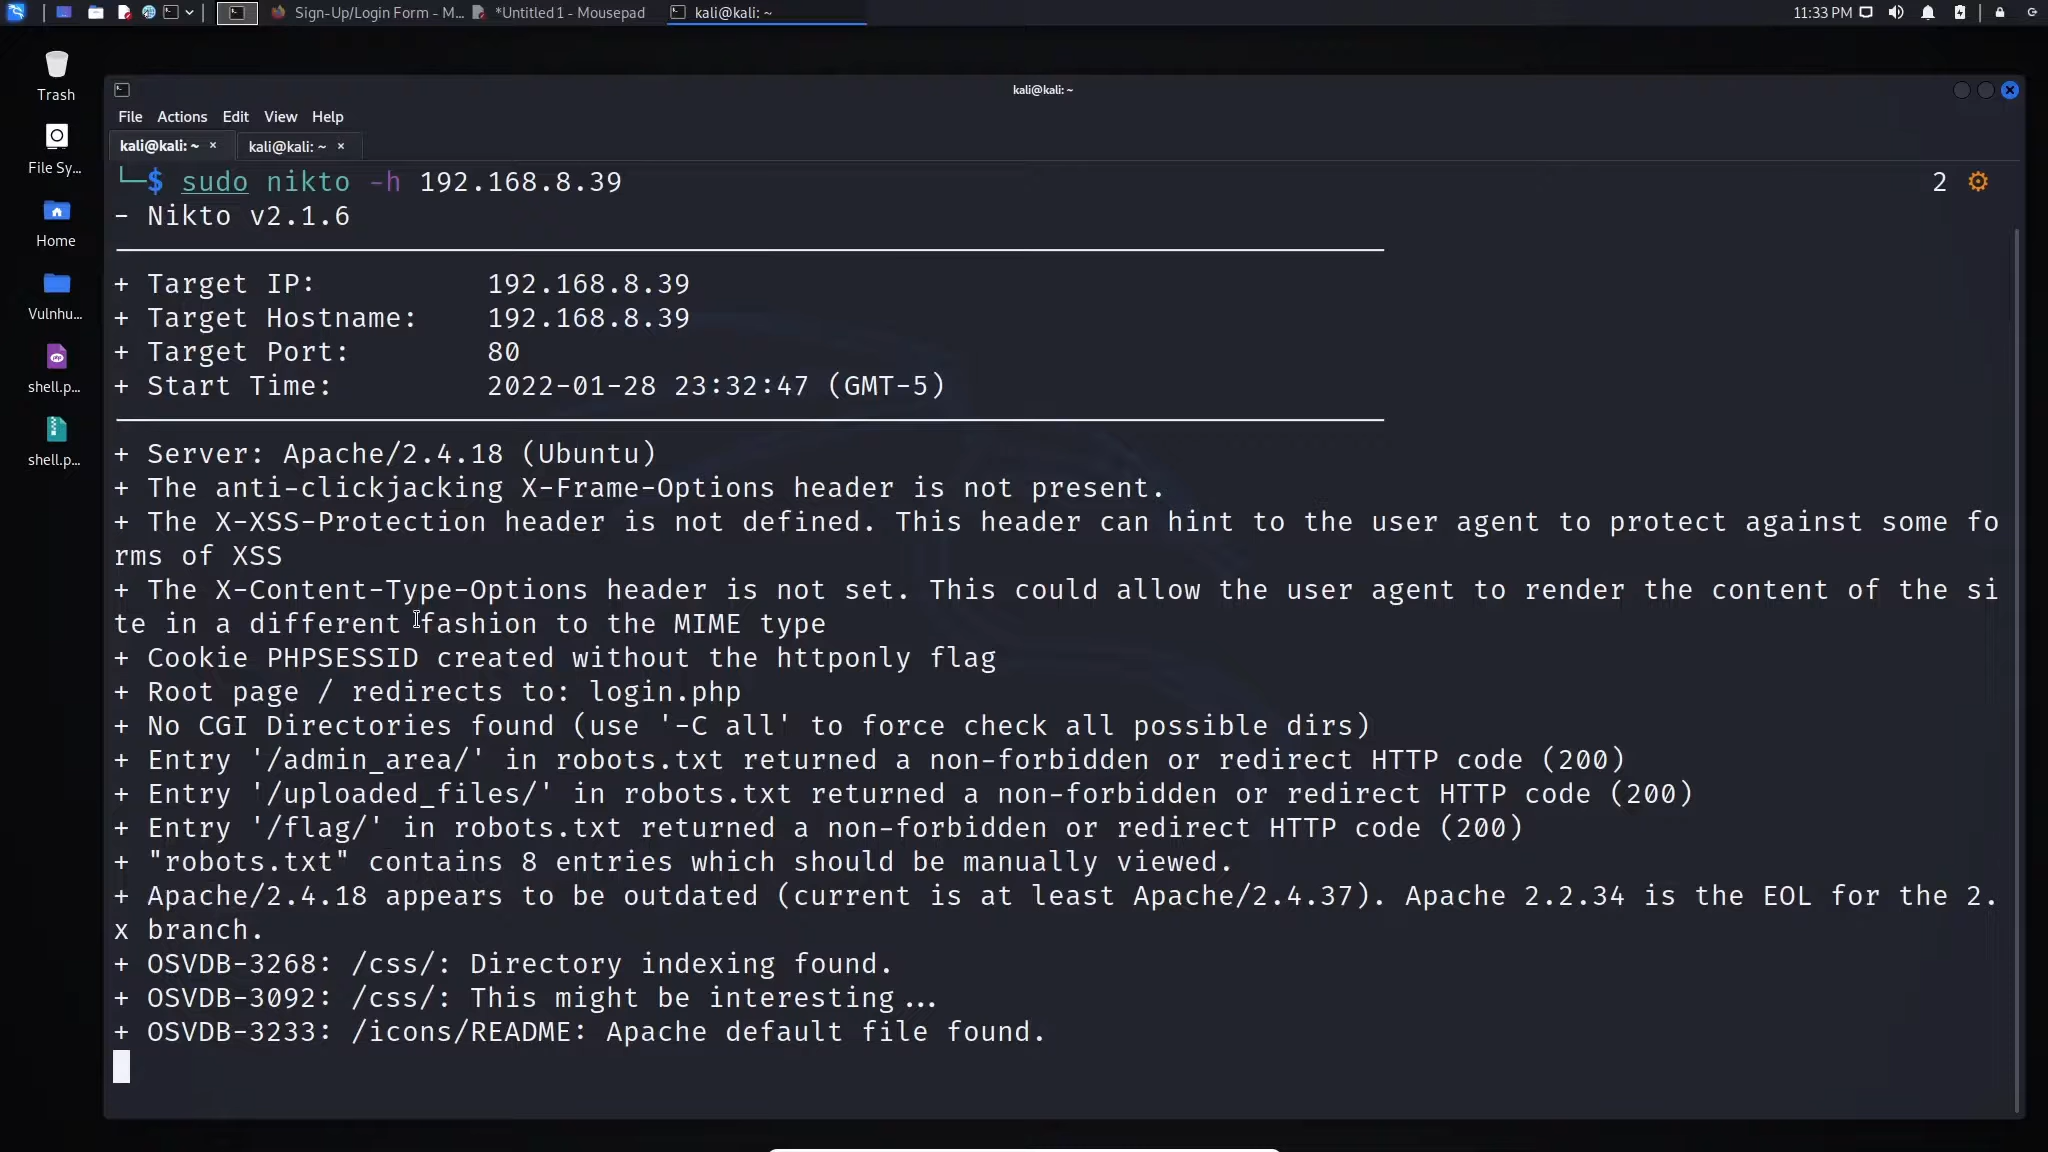 Sign-Up/Login Form - M...
*Untitled 1 - Mousepad
kali@kali: ~
11:33 PM
Trash
File Sy...
Home
Vulnhu...
shell.p...
shell.p...
kali@kali: ~
File Actions Edit View Help
kali@kali: ~ ×
kali@kali: ~ ×
└─$ sudo nikto -h 192.168.8.39
2
- Nikto v2.1.6
+ Target IP: 192.168.8.39
+ Target Hostname: 192.168.8.39
+ Target Port: 80
+ Start Time: 2022-01-28 23:32:47 (GMT-5)
+ Server: Apache/2.4.18 (Ubuntu)
+ The anti-clickjacking X-Frame-Options header is not present.
+ The X-XSS-Protection header is not defined. This header can hint to the user agent to protect against some fo
rms of XSS
+ The X-Content-Type-Options header is not set. This could allow the user agent to render the content of the si
te in a different fashion to the MIME type
+ Cookie PHPSESSID created without the httponly flag
+ Root page / redirects to: login.php
+ No CGI Directories found (use '-C all' to force check all possible dirs)
+ Entry '/admin_area/' in robots.txt returned a non-forbidden or redirect HTTP code (200)
+ Entry '/uploaded_files/' in robots.txt returned a non-forbidden or redirect HTTP code (200)
+ Entry '/flag/' in robots.txt returned a non-forbidden or redirect HTTP code (200)
+ "robots.txt" contains 8 entries which should be manually viewed.
+ Apache/2.4.18 appears to be outdated (current is at least Apache/2.4.37). Apache 2.2.34 is the EOL for the 2.
x branch.
+ OSVDB-3268: /css/: Directory indexing found.
+ OSVDB-3092: /css/: This might be interesting...
+ OSVDB-3233: /icons/README: Apache default file found.